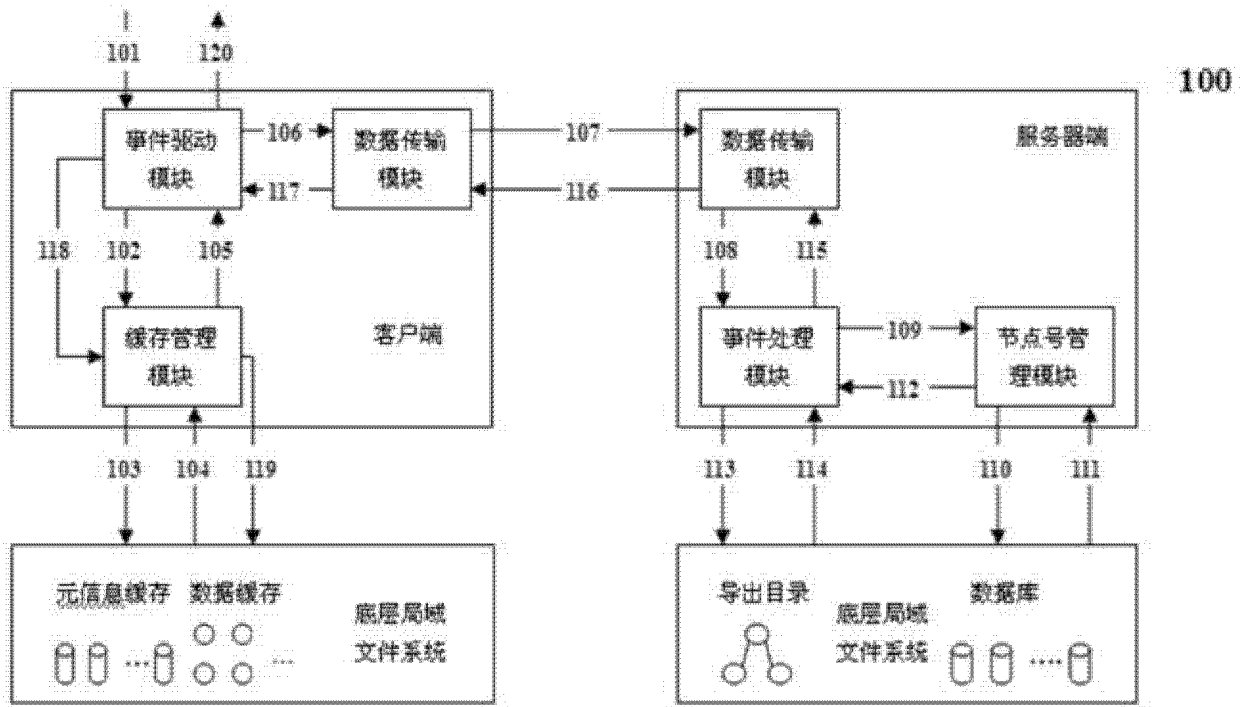 101
120
100
事件驱动
模块
106
117
数据传输
模块
107
116
数据传输
模块
服务器端
118
102
105
108
115
缓存管理
模块
客户端
事件处理
模块
109
112
节点号管
理模块
103
104
119
113
114
110
111
元信息缓存
数据缓存
...
...
底层局域
文件系统
导出目录
底层局域
文件系统
数据库
....